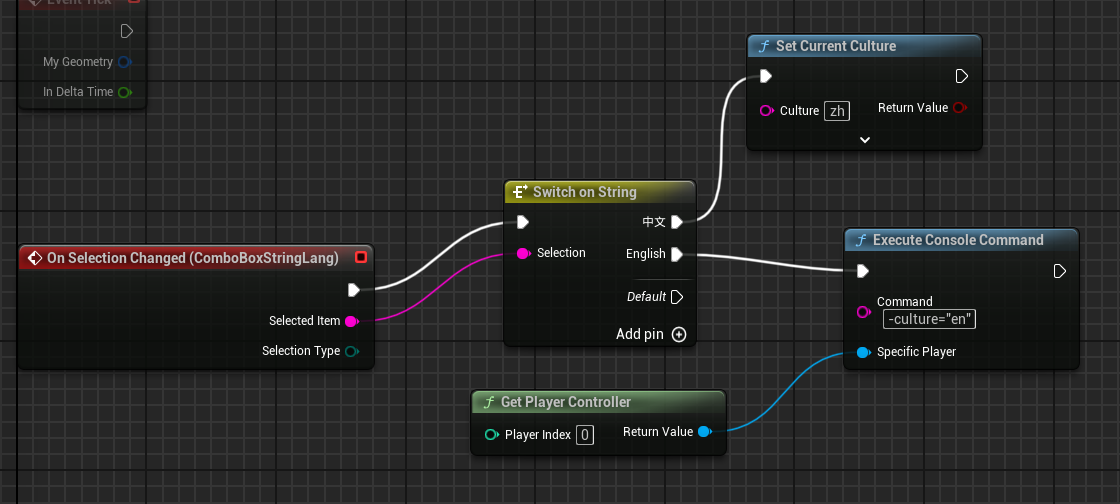 Event Tick
My Geometry
In Delta Time
Set Current Culture
Culture zh
Return Value
Switch on String
中文
Selection
English
Default
Add pin
On Selection Changed (ComboBoxStringLang)
Selected Item
Selection Type
Execute Console Command
Command
-culture="en"
Specific Player
Get Player Controller
Player Index 0
Return Value